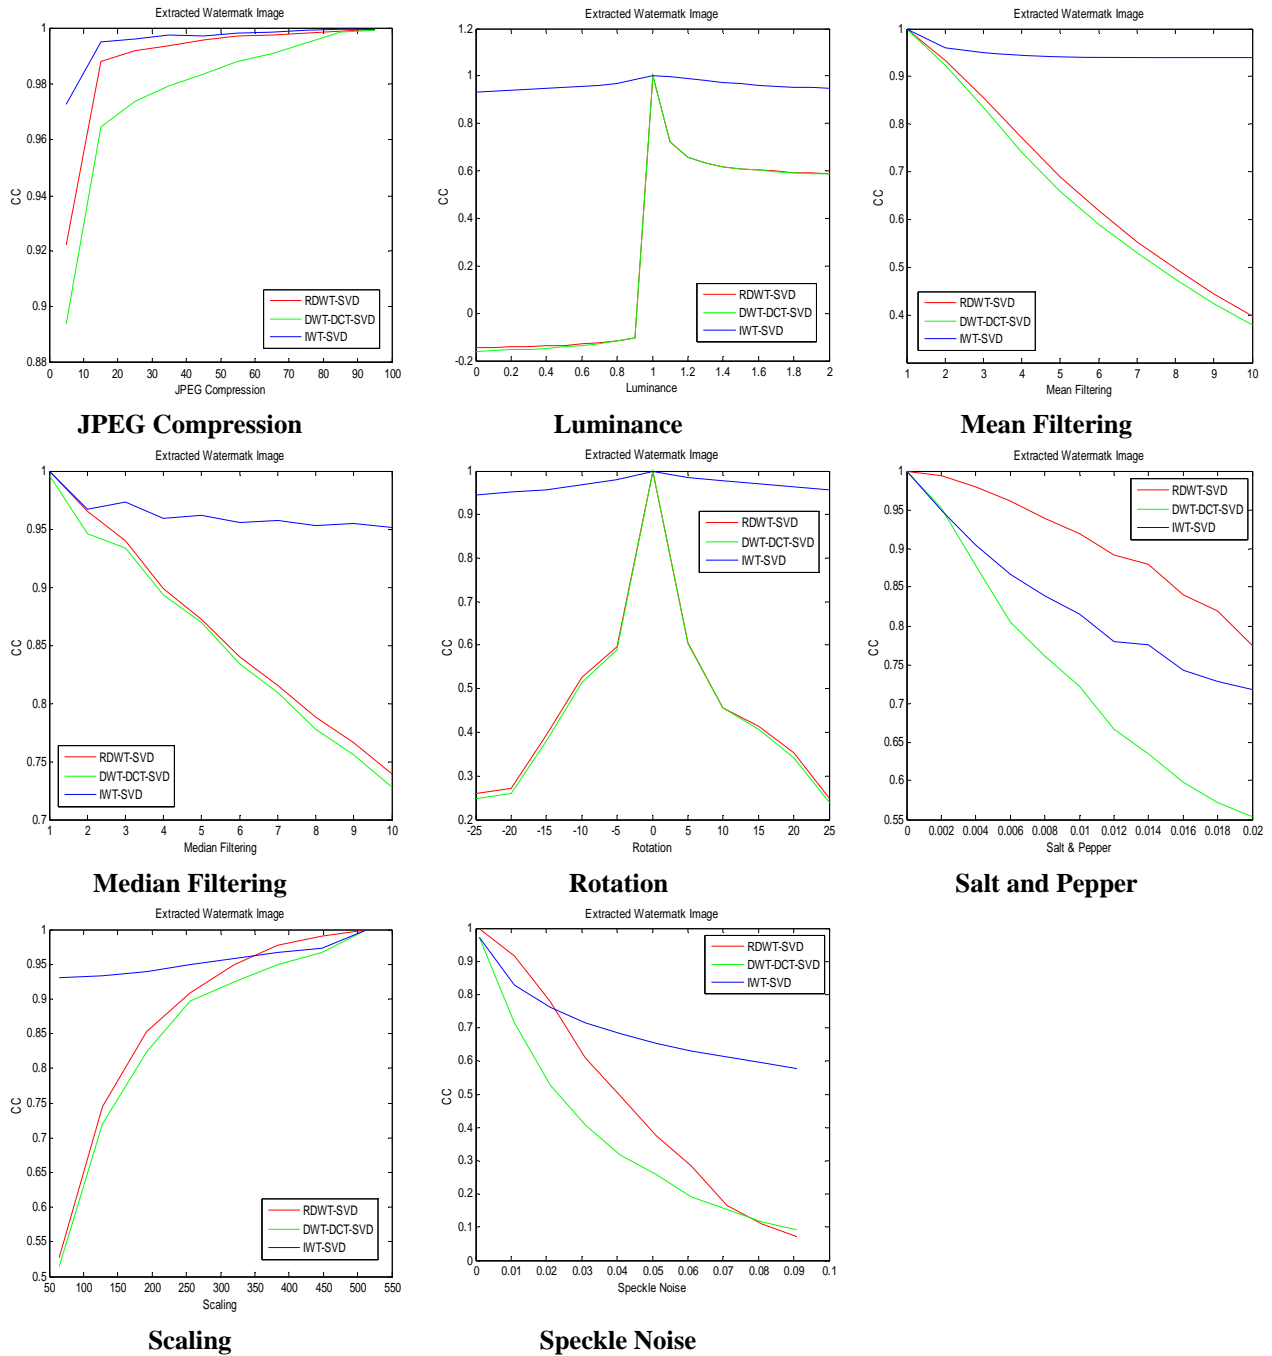 Extracted Watermatk Image
1
0.98
0.96
0.94
0.92
0.9
0.88
CC
0 10 20 30 40 50 60 70 80 90 100
JPEG Compression
RDWT-SVD
DWT-DCT-SVD
IWT-SVD
JPEG Compression
Extracted Watermatk Image
1.2
1
0.8
0.6
0.4
0.2
0
-0.2
CC
0 0.2 0.4 0.6 0.8 1 1.2 1.4 1.6 1.8 2
Luminance
RDWT-SVD
DWT-DCT-SVD
IWT-SVD
Luminance
Extracted Watermatk Image
1
0.9
0.8
0.7
0.6
0.5
0.4
CC
1 2 3 4 5 6 7 8 9 10
Mean Filtering
RDWT-SVD
DWT-DCT-SVD
IWT-SVD
Mean Filtering
Extracted Watermatk Image
1
0.95
0.9
0.85
0.8
0.75
0.7
CC
1 2 3 4 5 6 7 8 9 10
Median Filtering
RDWT-SVD
DWT-DCT-SVD
IWT-SVD
Median Filtering
Extracted Watermatk Image
1
0.9
0.8
0.7
0.6
0.5
0.4
0.3
0.2
CC
-25 -20 -15 -10 -5 0 5 10 15 20 25
Rotation
RDWT-SVD
DWT-DCT-SVD
IWT-SVD
Rotation
Extracted Watermatk Image
1
0.95
0.9
0.85
0.8
0.75
0.7
0.65
0.6
0.55
CC
0 0.002 0.004 0.006 0.008 0.01 0.012 0.014 0.016 0.018 0.02
Salt & Pepper
RDWT-SVD
DWT-DCT-SVD
IWT-SVD
Salt and Pepper
Extracted Watermatk Image
1
0.95
0.9
0.85
0.8
0.75
0.7
0.65
0.6
0.55
0.5
CC
50 100 150 200 250 300 350 400 450 500 550
Scaling
RDWT-SVD
DWT-DCT-SVD
IWT-SVD
Scaling
Extracted Watermatk Image
1
0.9
0.8
0.7
0.6
0.5
0.4
0.3
0.2
0.1
0
CC
0 0.01 0.02 0.03 0.04 0.05 0.06 0.07 0.08 0.09 0.1
Speckle Noise
RDWT-SVD
DWT-DCT-SVD
IWT-SVD
Speckle Noise